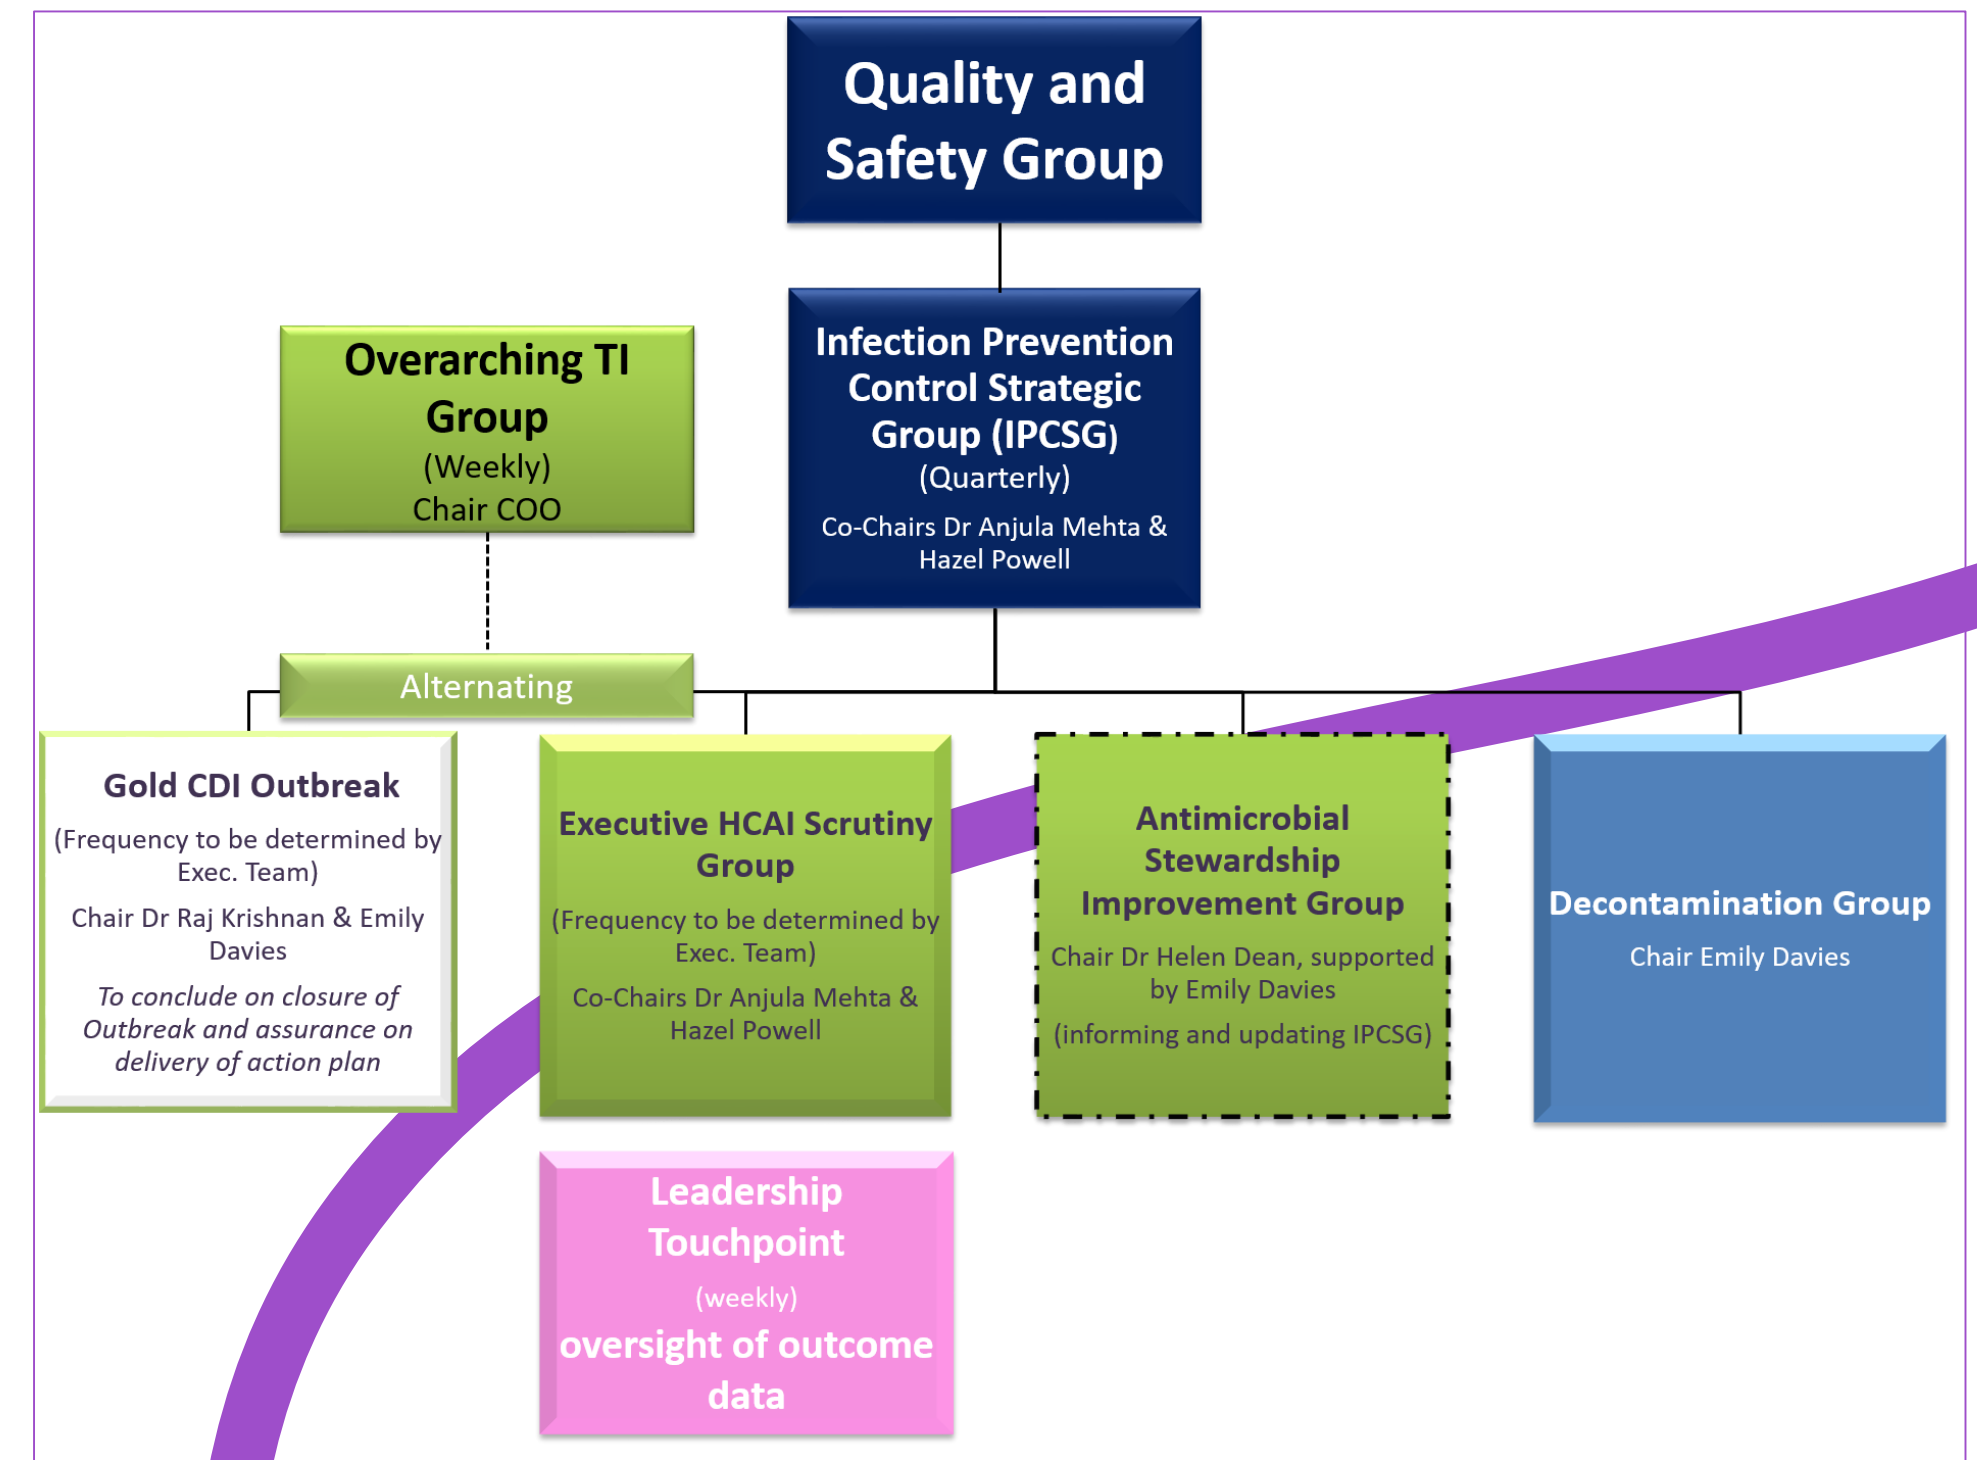 Quality and
Safety Group
Overarching TI
Group
(Weekly)
Chair COO
Infection Prevention
Control Strategic
Group (IPCSG)
(Quarterly)
Co-Chairs Dr Anjula Mehta &
Hazel Powell
Alternating
Gold CDI Outbreak
(Frequency to be determined by
Exec. Team)
Chair Dr Raj Krishnan & Emily
Davies
To conclude on closure of
Outbreak and assurance on
delivery of action plan
Executive HCAI Scrutiny
Group
(Frequency to be determined by
Exec. Team)
Co-Chairs Dr Anjula Mehta &
Hazel Powell
Antimicrobial
Stewardship
Improvement Group
Chair Dr Helen Dean, supported
by Emily Davies
(informing and updating IPCSG)
Decontamination Group
Chair Emily Davies
Leadership
Touchpoint
(weekly)
oversight of outcome
data